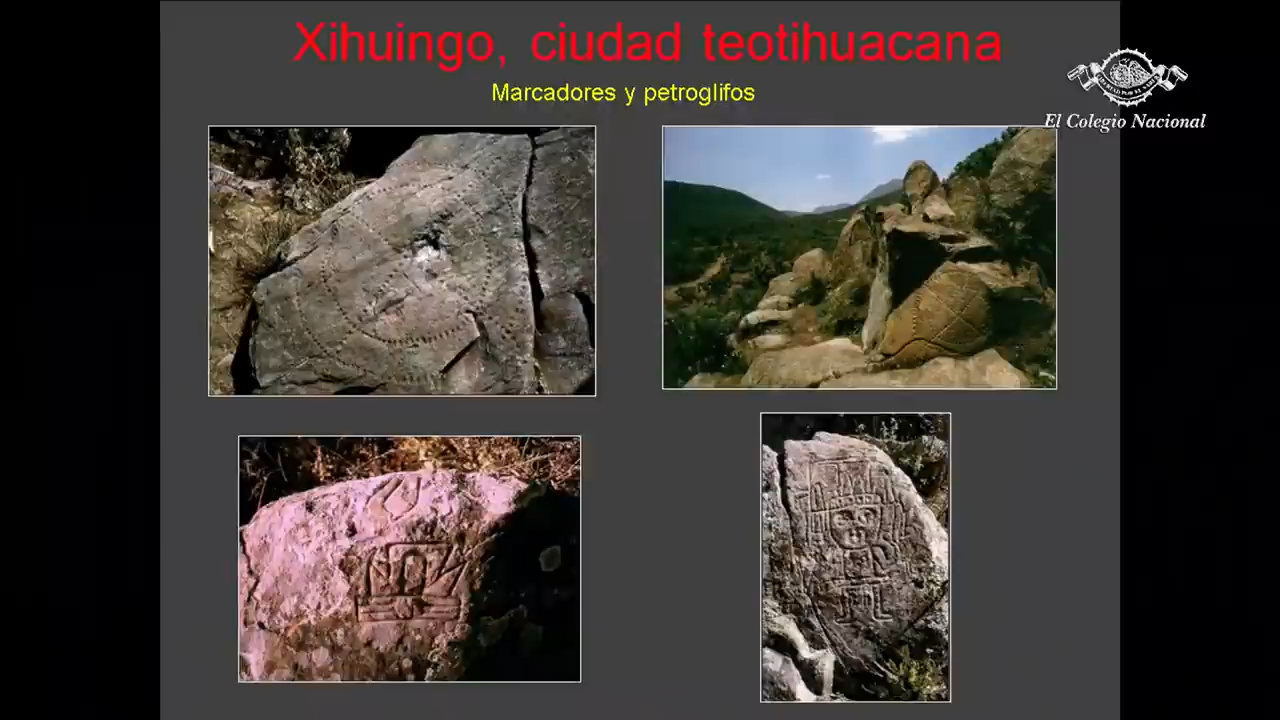 Xihuingo, ciudad teotihuacana
Marcadores y petroglifos
El Colegio Nacional